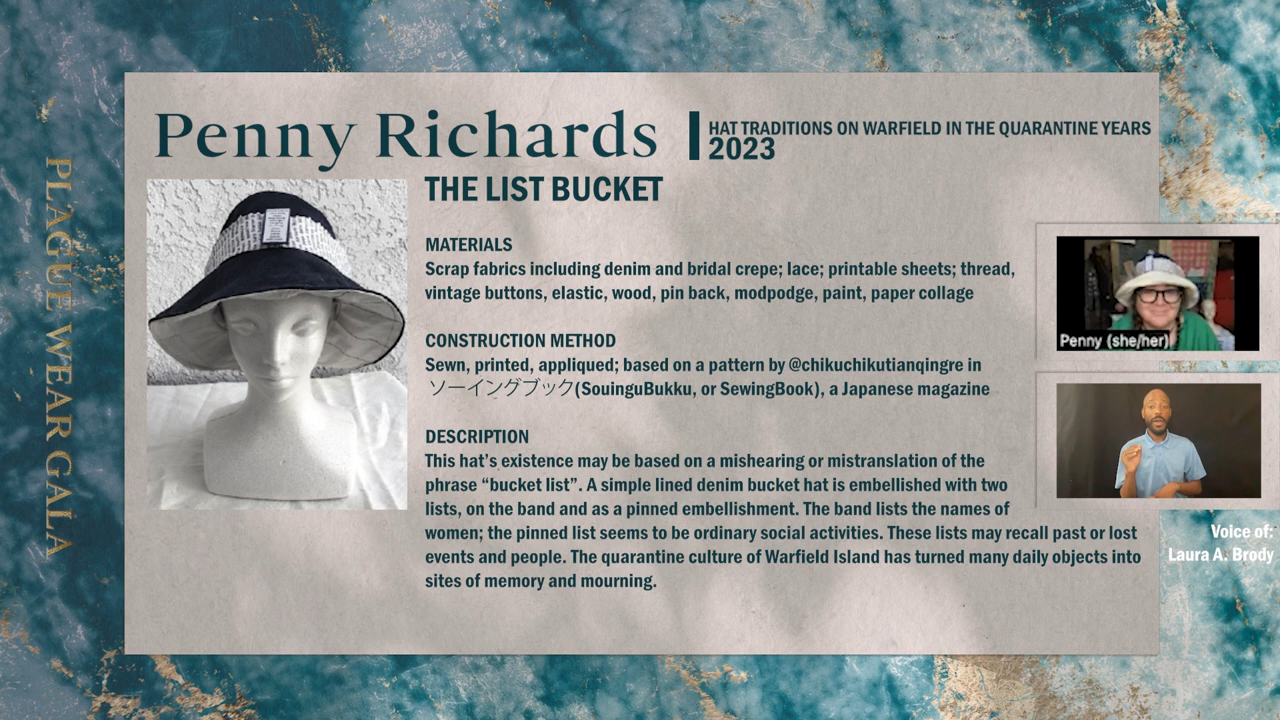 PLAGUE WEAR GALA
Penny Richards
HAT TRADITIONS ON WARFIELD IN THE QUARANTINE YEARS
2023
THE LIST BUCKET
MATERIALS
Scrap fabrics including denim and bridal crepe; lace; printable sheets; thread,
vintage buttons, elastic, wood, pin back, modpodge, paint, paper collage
CONSTRUCTION METHOD
Sewn, printed, appliqued; based on a pattern by @chikuchikutianqingre in
ソーイングブック(SouinguBukku, or SewingBook), a Japanese magazine
DESCRIPTION
This hat’s existence may be based on a mishearing or mistranslation of the
phrase “bucket list”. A simple lined denim bucket hat is embellished with two
lists, on the band and as a pinned embellishment. The band lists the names of
women; the pinned list seems to be ordinary social activities. These lists may recall past or lost
events and people. The quarantine culture of Warfield Island has turned many daily objects into
sites of memory and mourning.
Penny (she/her)
Voice of:
Laura A. Brody